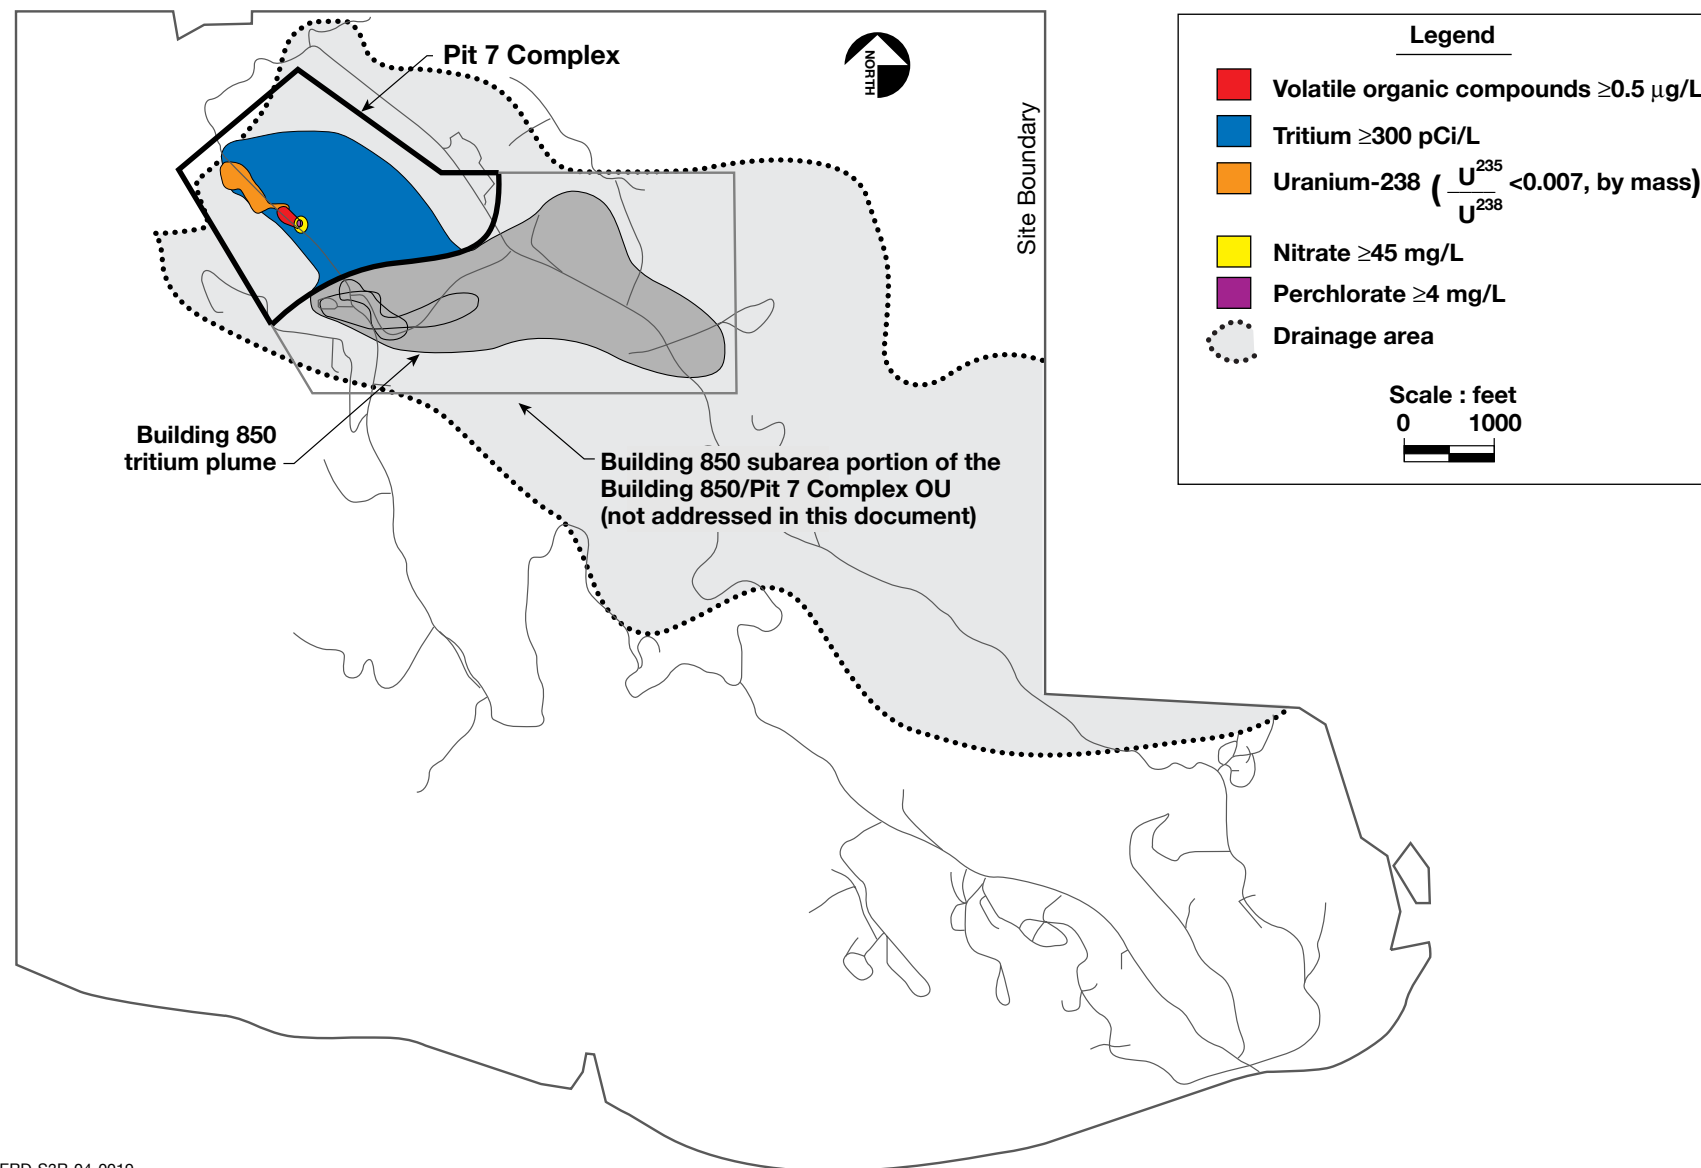 Pit 7 Complex
NORTH
Site Boundary
Building 850
tritium plume
Building 850 subarea portion of the
Building 850/Pit 7 Complex OU
(not addressed in this document)
Legend
Volatile organic compounds ≥0.5 µg/L
Tritium ≥300 pCi/L
Uranium-238 ( U²³⁵ / U²³⁸ <0.007, by mass)
Nitrate ≥45 mg/L
Perchlorate ≥4 mg/L
Drainage area
Scale : feet
0 1000